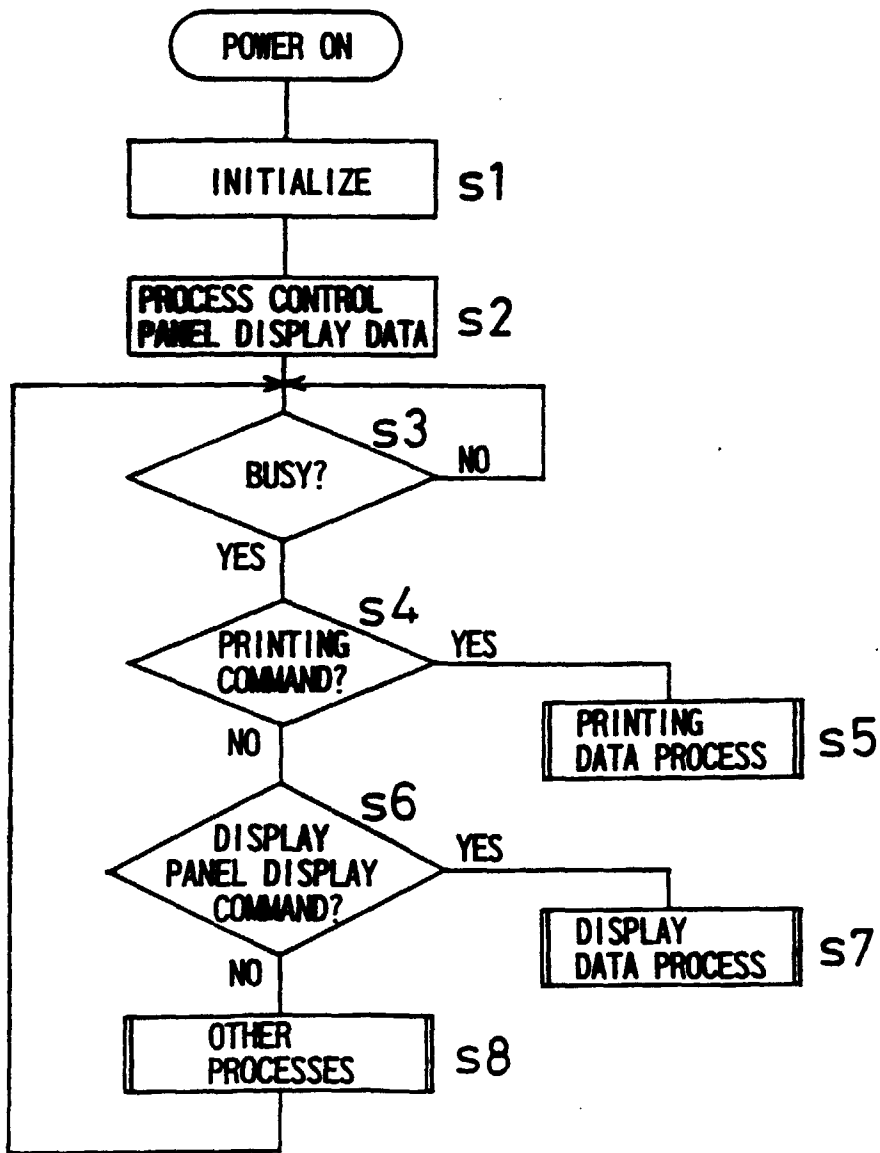 POWER ON
INITIALIZE
s1
PROCESS CONTROL
PANEL DISPLAY DATA
s2
s3
BUSY?
NO
YES
s4
PRINTING
COMMAND?
YES
NO
PRINTING
DATA PROCESS
s5
s6
DISPLAY
PANEL DISPLAY
COMMAND?
YES
NO
DISPLAY
DATA PROCESS
s7
OTHER
PROCESSES
s8